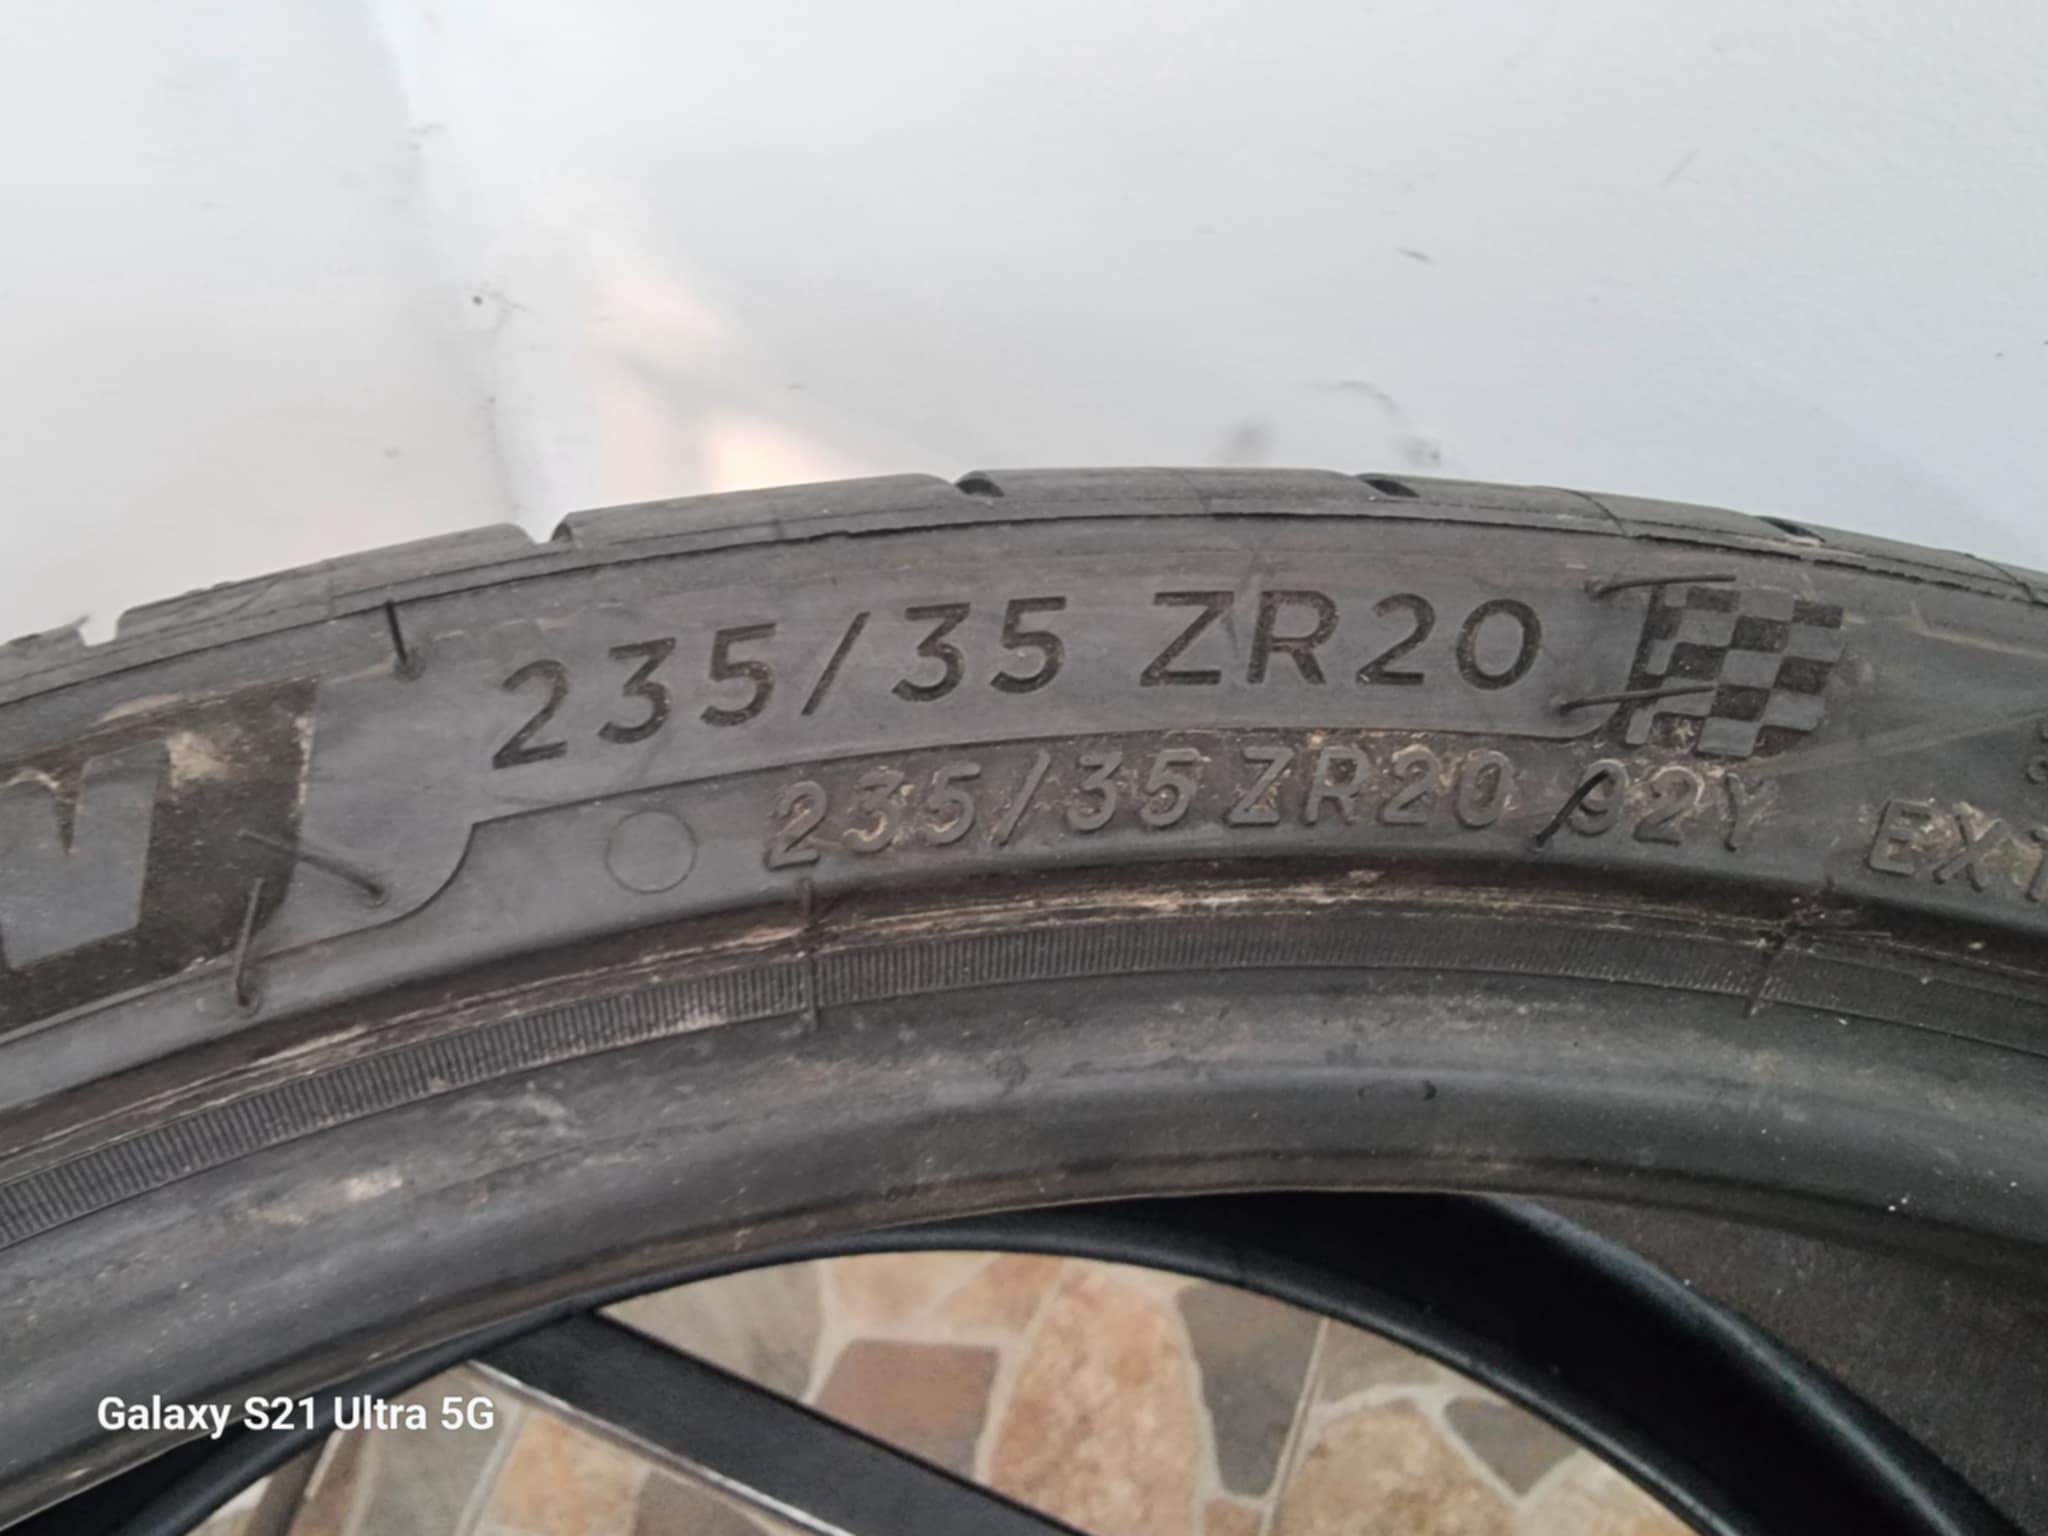 235/35 ZR20
235/35 ZR20 92Y
Galaxy S21 Ultra 5G